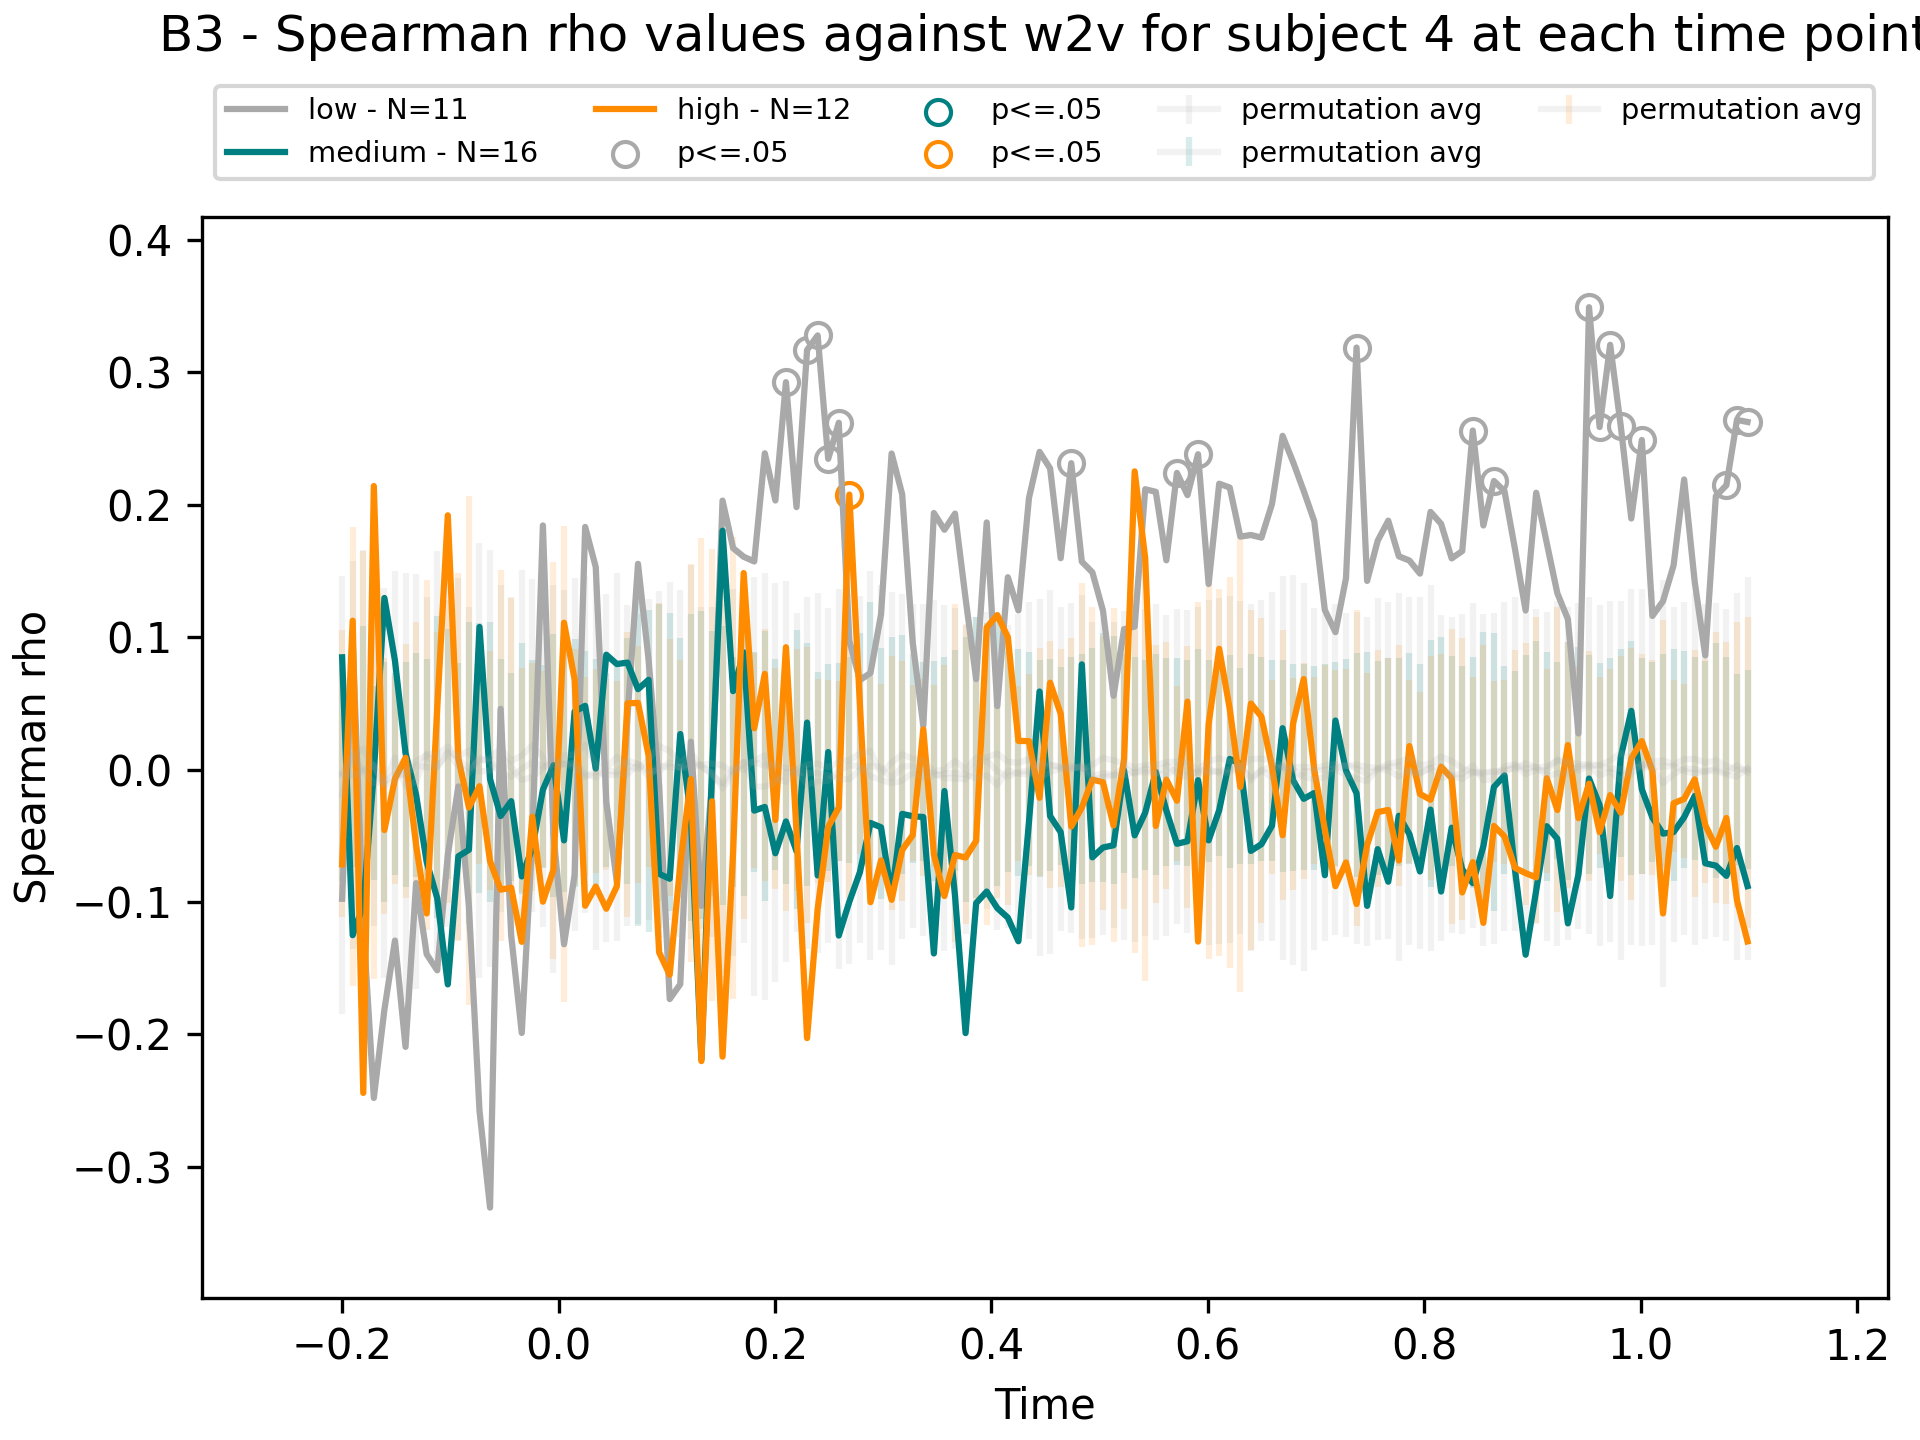 B3 - Spearman rho values against w2v for subject 4 at each time point
low - N=11
medium - N=16
high - N=12
p<=.05
p<=.05
p<=.05
permutation avg
permutation avg
permutation avg
Spearman rho
0.4
0.3
0.2
0.1
0.0
−0.1
−0.2
−0.3
−0.2
0.0
0.2
0.4
0.6
0.8
1.0
1.2
Time